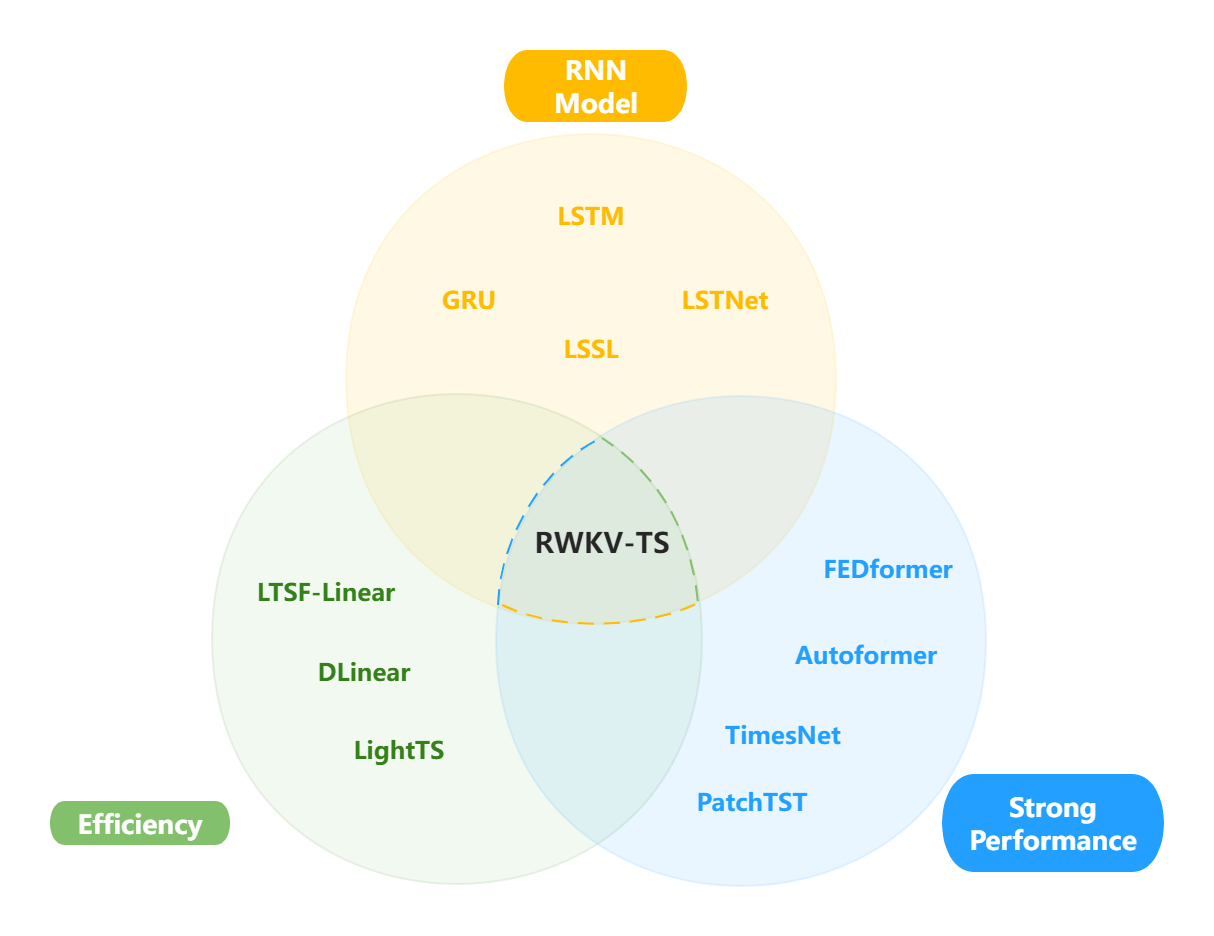 RNN
Model
LSTM
GRU
LSTNet
LSSL
RWKV-TS
LTSF-Linear
DLinear
LightTS
FEDformer
Autoformer
TimesNet
PatchTST
Efficiency
Strong
Performance